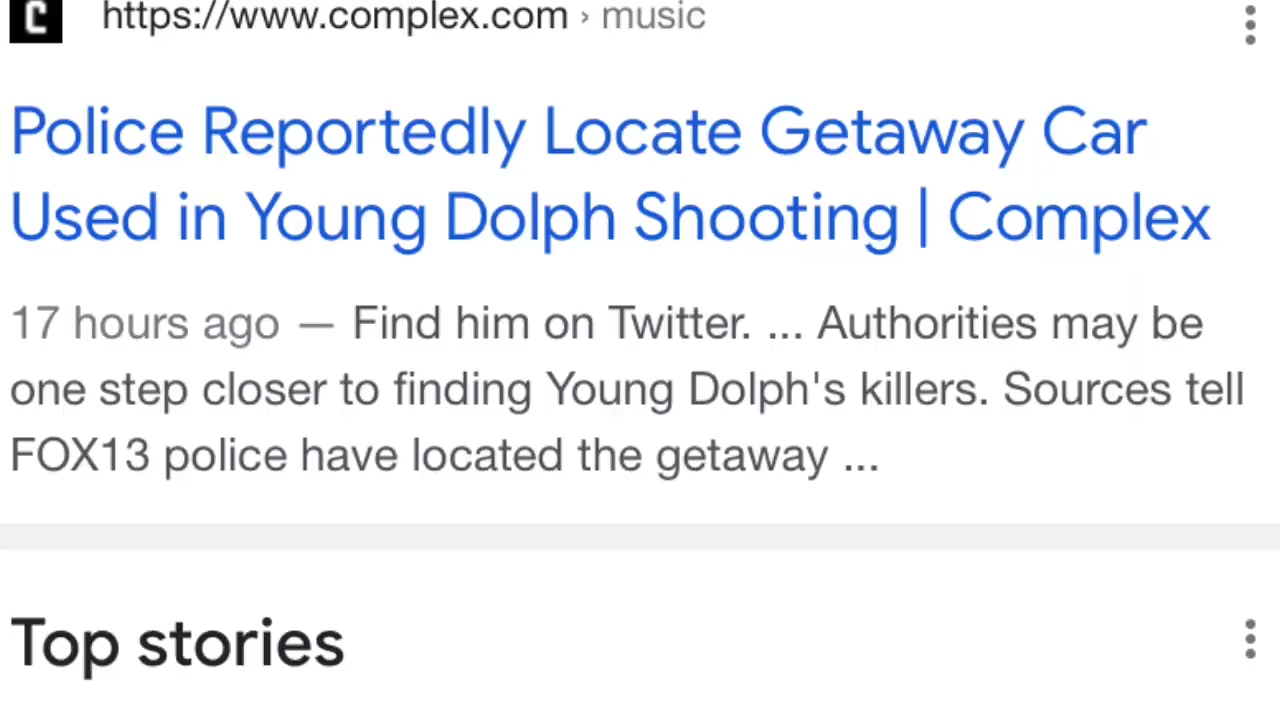 C
https://www.complex.com › music
Police Reportedly Locate Getaway Car
Used in Young Dolph Shooting | Complex
17 hours ago — Find him on Twitter. ... Authorities may be
one step closer to finding Young Dolph's killers. Sources tell
FOX13 police have located the getaway ...
Top stories